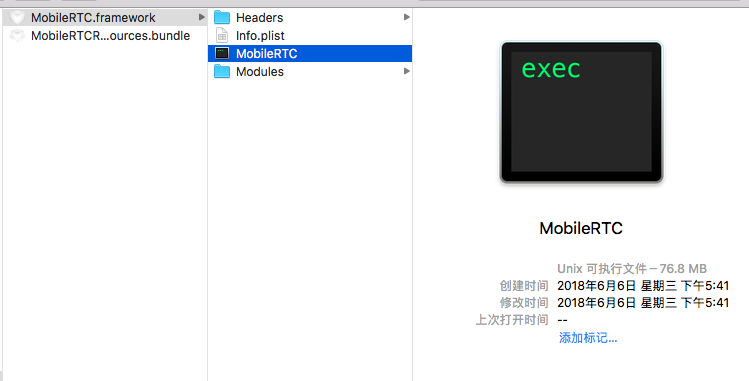 MobileRTC.framework
MobileRTCR...ources.bundle
Headers
Info.plist
MobileRTC
Modules
exec
MobileRTC
Unix 可执行文件 – 76.8 MB
创建时间 2018年6月6日 星期三 下午5:41
修改时间 2018年6月6日 星期三 下午5:41
上次打开时间 --
添加标记...